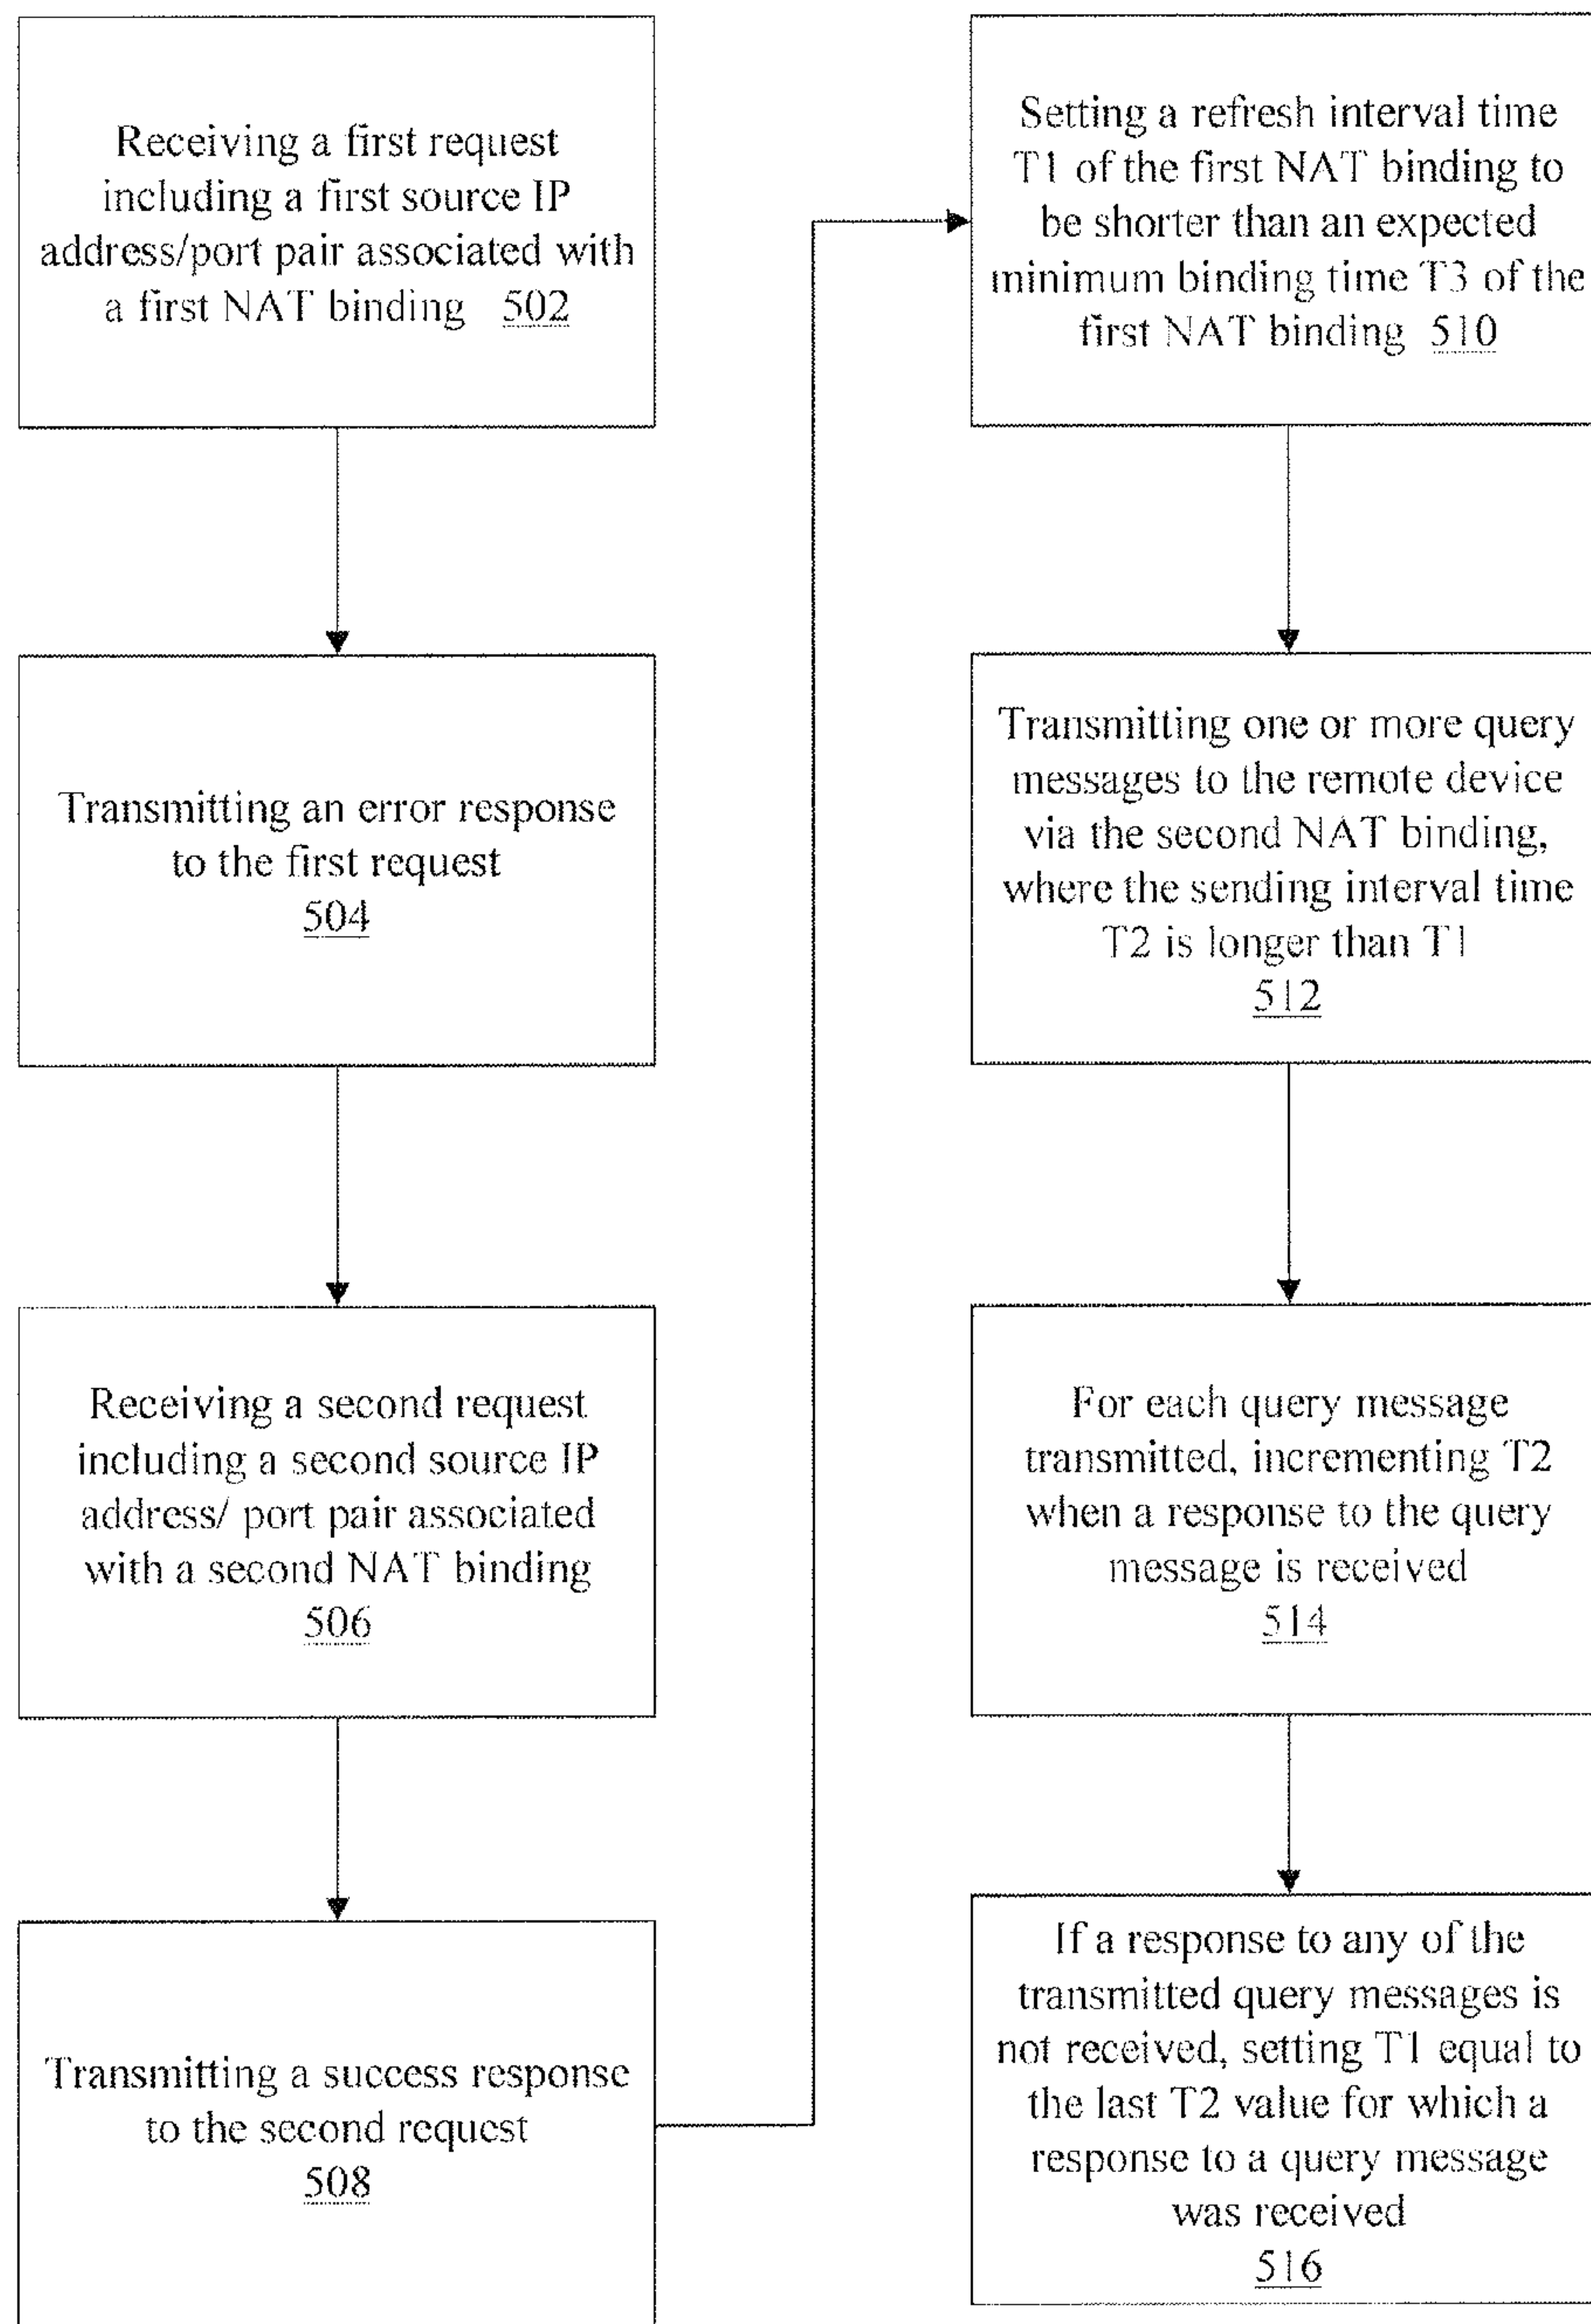 Receiving a first request
including a first source IP
address/port pair associated with
a first NAT binding 502
Transmitting an error response
to the first request
504
Receiving a second request
including a second source IP
address/ port pair associated
with a second NAT binding
506
Transmitting a success response
to the second request
508
Setting a refresh interval time
T1 of the first NAT binding to
be shorter than an expected
minimum binding time T3 of the
first NAT binding 510
Transmitting one or more query
messages to the remote device
via the second NAT binding,
where the sending interval time
T2 is longer than T1
512
For each query message
transmitted, incrementing T2
when a response to the query
message is received
514
If a response to any of the
transmitted query messages is
not received, setting T1 equal to
the last T2 value for which a
response to a query message
was received
516